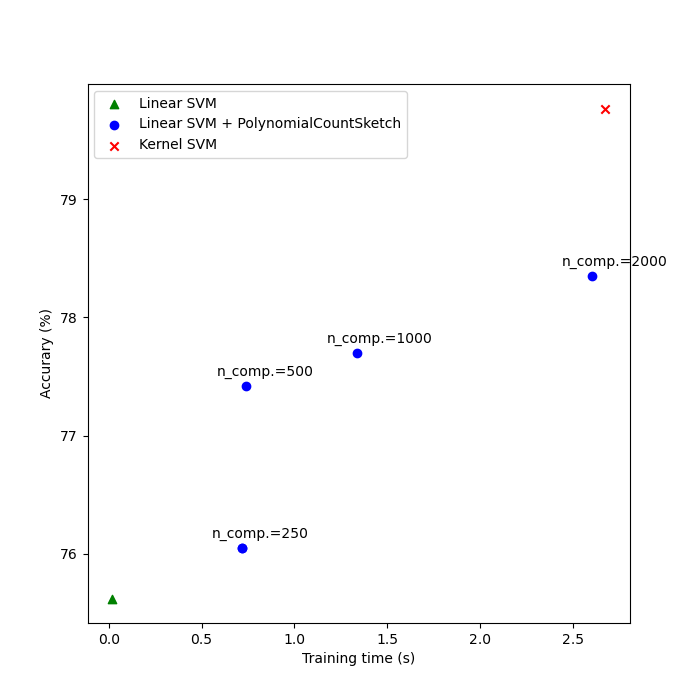 Linear SVM
Linear SVM + PolynomialCountSketch
Kernel SVM
79
n_comp.=2000
78
n_comp.=1000
n_comp.=500
77
n_comp.=250
76
Accurary (%)
0.0 0.5 1.0 1.5 2.0 2.5
Training time (s)